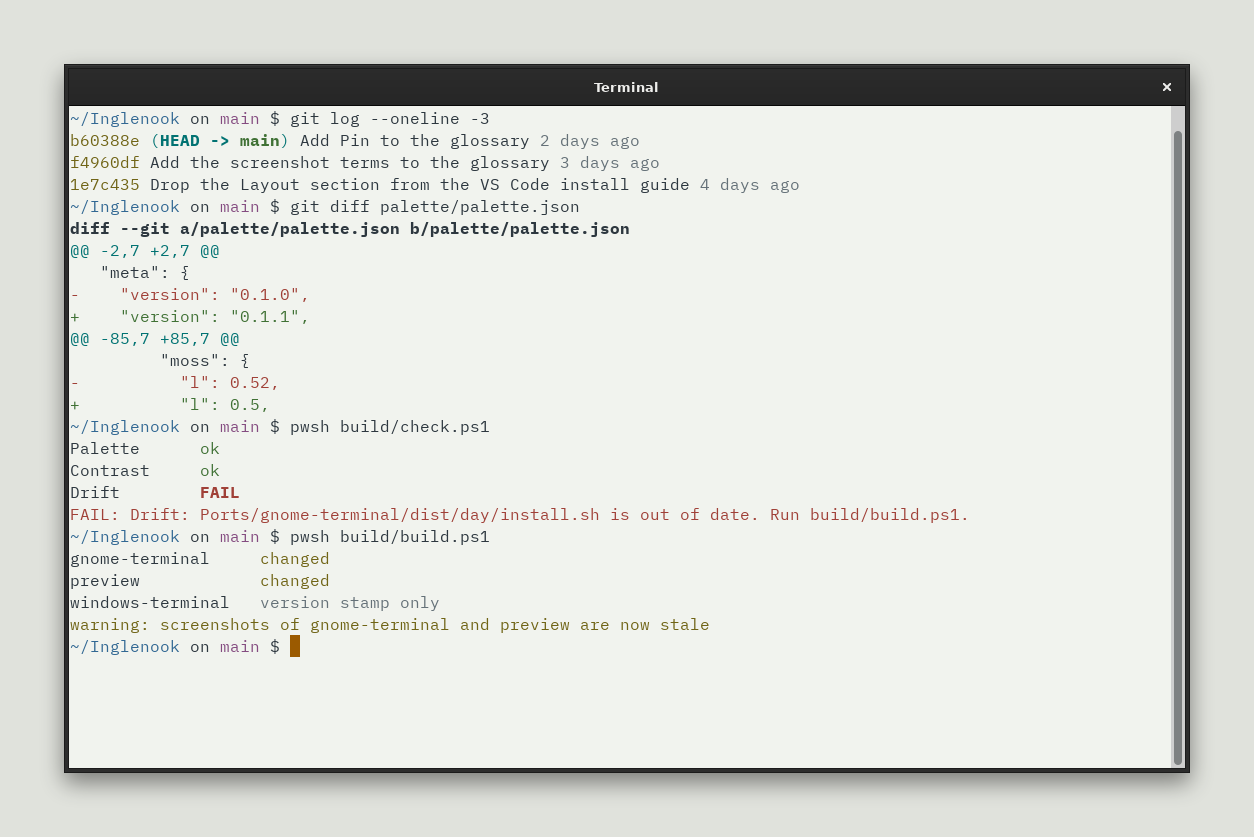 Terminal
~/Inglenook on main $ git log --oneline -3
b60388e (HEAD -> main) Add Pin to the glossary 2 days ago
f4960df Add the screenshot terms to the glossary 3 days ago
1e7c435 Drop the Layout section from the VS Code install guide 4 days ago
~/Inglenook on main $ git diff palette/palette.json
diff --git a/palette/palette.json b/palette/palette.json
@@ -2,7 +2,7 @@
   "meta": {
-    "version": "0.1.0",
+    "version": "0.1.1",
@@ -85,7 +85,7 @@
         "moss": {
-          "l": 0.52,
+          "l": 0.5,
~/Inglenook on main $ pwsh build/check.ps1
Palette      ok
Contrast     ok
Drift        FAIL
FAIL: Drift: Ports/gnome-terminal/dist/day/install.sh is out of date. Run build/build.ps1.
~/Inglenook on main $ pwsh build/build.ps1
gnome-terminal     changed
preview            changed
windows-terminal   version stamp only
warning: screenshots of gnome-terminal and preview are now stale
~/Inglenook on main $